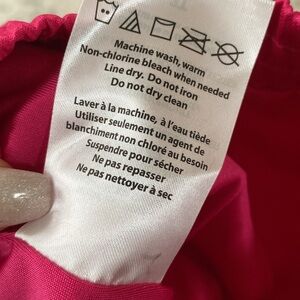 Machine wash, warm
Non-chlorine bleach when needed
Line dry. Do not iron
Do not dry clean
Laver à la machine, à l'eau tiède
Utiliser seulement un agent de
blanchiment non chloré au besoin
Suspendre pour sécher
Ne pas repasser
Ne pas nettoyer à sec